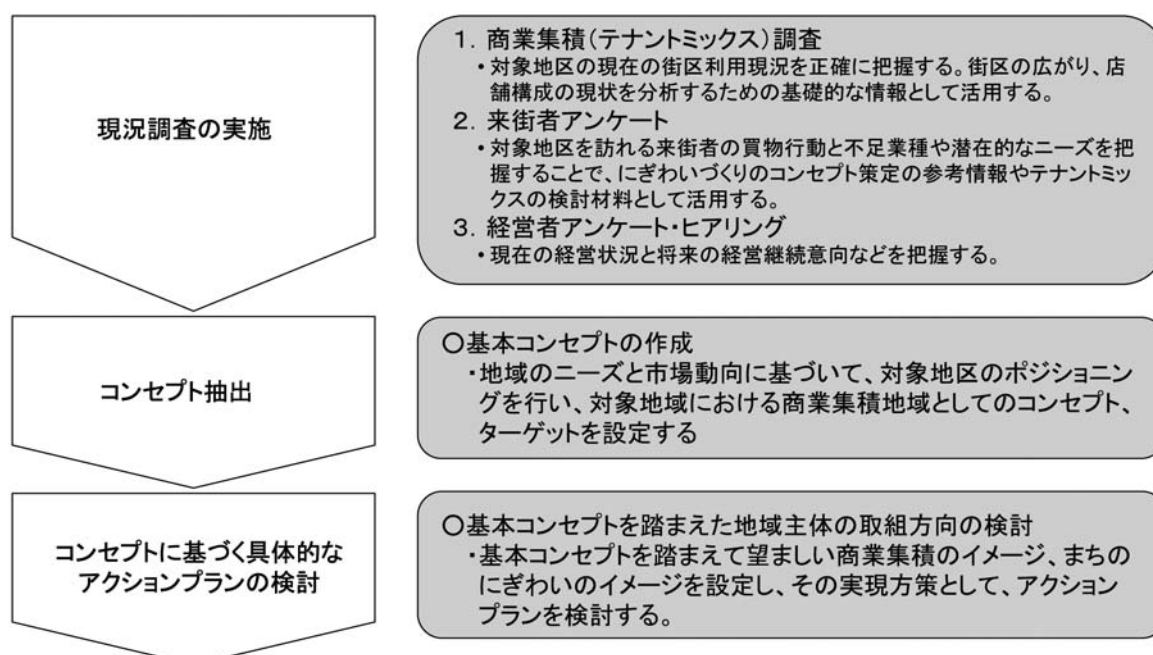 現況調査の実施
1．商業集積（テナントミックス）調査
・対象地区の現在の街区利用現況を正確に把握する。街区の広がり、店
舗構成の現状を分析するための基礎的な情報として活用する。
2．来街者アンケート
・対象地区を訪れる来街者の買物行動と不足業種や潜在的なニーズを把
握することで、にぎわいづくりのコンセプト策定の参考情報やテナントミッ
クスの検討材料として活用する。
3．経営者アンケート・ヒアリング
・現在の経営状況と将来の経営継続意向などを把握する。
コンセプト抽出
○基本コンセプトの作成
・地域のニーズと市場動向に基づいて、対象地区のポジショニン
グを行い、対象地域における商業集積地域としてのコンセプト、
ターゲットを設定する
コンセプトに基づく具体的な
アクションプランの検討
○基本コンセプトを踏まえた地域主体の取組方向の検討
・基本コンセプトを踏まえて望ましい商業集積のイメージ、まちの
にぎわいのイメージを設定し、その実現方策として、アクション
プランを検討する。